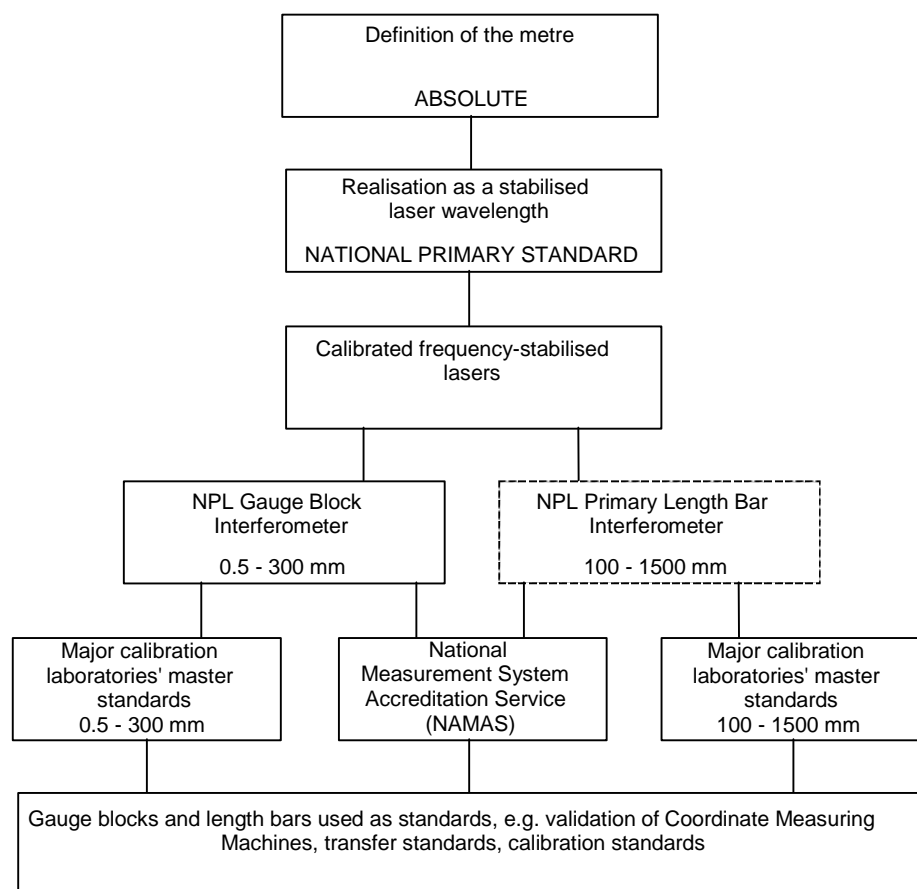 Definition of the metre
ABSOLUTE
Realisation as a stabilised
laser wavelength
NATIONAL PRIMARY STANDARD
Calibrated frequency-stabilised
lasers
NPL Gauge Block
Interferometer
0.5 - 300 mm
NPL Primary Length Bar
Interferometer
100 - 1500 mm
Major calibration
laboratories' master
standards
0.5 - 300 mm
National
Measurement System
Accreditation Service
(NAMAS)
Major calibration
laboratories' master
standards
100 - 1500 mm
Gauge blocks and length bars used as standards, e.g. validation of Coordinate Measuring
Machines, transfer standards, calibration standards